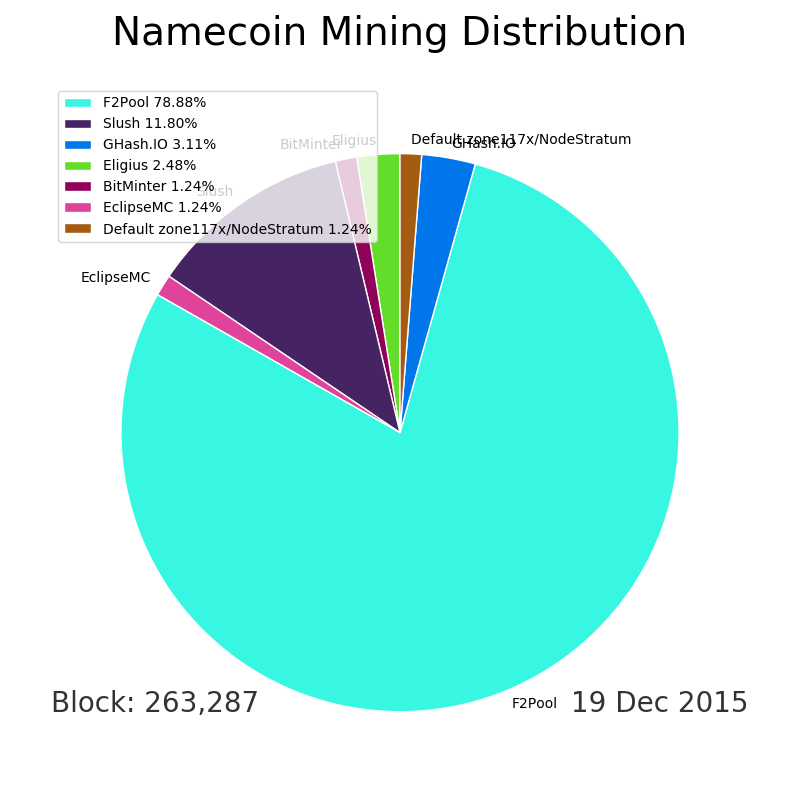 Namecoin Mining Distribution
F2Pool 78.88%
Slush 11.80%
GHash.IO 3.11%
Eligius 2.48%
BitMinter 1.24%
EclipseMC 1.24%
Default zone117x/NodeStratum 1.24%
Eligius
BitMinter
Slush
Default zone117x/NodeStratum
GHash.IO
EclipseMC
F2Pool
Block: 263,287
19 Dec 2015